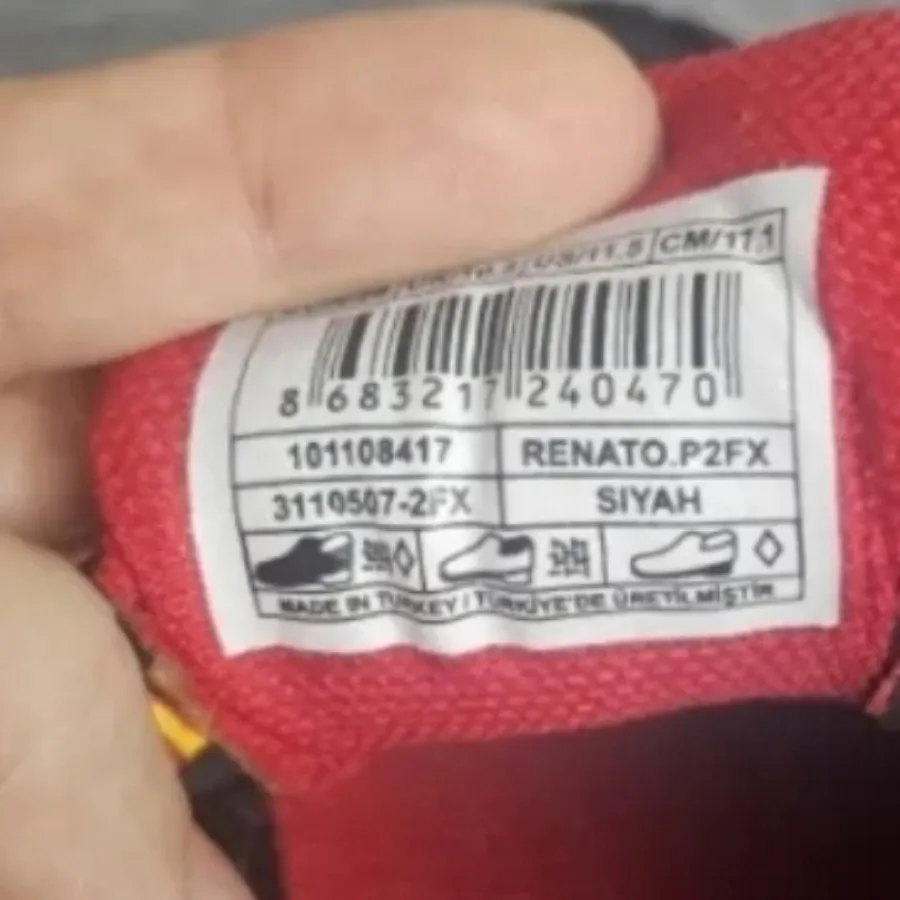 US/11.5 CM/17.1
8 683217 240470
101108417 RENATO.P2FX
3110507-2FX SIYAH
MADE IN TURKEY / TÜRKİYE'DE ÜRETİLMİŞTİR